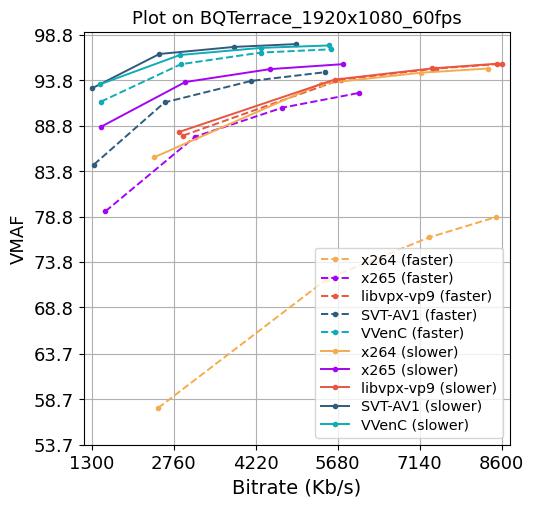 Plot on BQTerrace_1920x1080_60fps
98.8
93.8
88.8
83.8
78.8
73.8
68.8
63.7
58.7
53.7
VMAF
x264 (faster)
x265 (faster)
libvpx-vp9 (faster)
SVT-AV1 (faster)
VVenC (faster)
x264 (slower)
x265 (slower)
libvpx-vp9 (slower)
SVT-AV1 (slower)
VVenC (slower)
1300 2760 4220 5680 7140 8600
Bitrate (Kb/s)